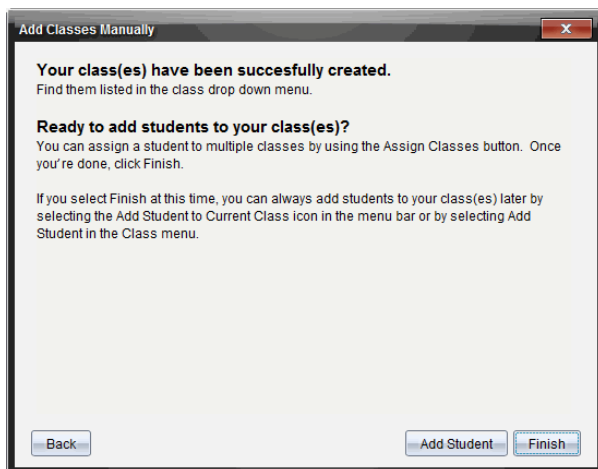 Add Classes Manually
X
Your class(es) have been succesfully created.
Find them listed in the class drop down menu.
Ready to add students to your class(es)?
You can assign a student to multiple classes by using the Assign Classes button. Once
you're done, click Finish.
If you select Finish at this time, you can always add students to your class(es) later by
selecting the Add Student to Current Class icon in the menu bar or by selecting Add
Student in the Class menu.
Back
Add Student
Finish